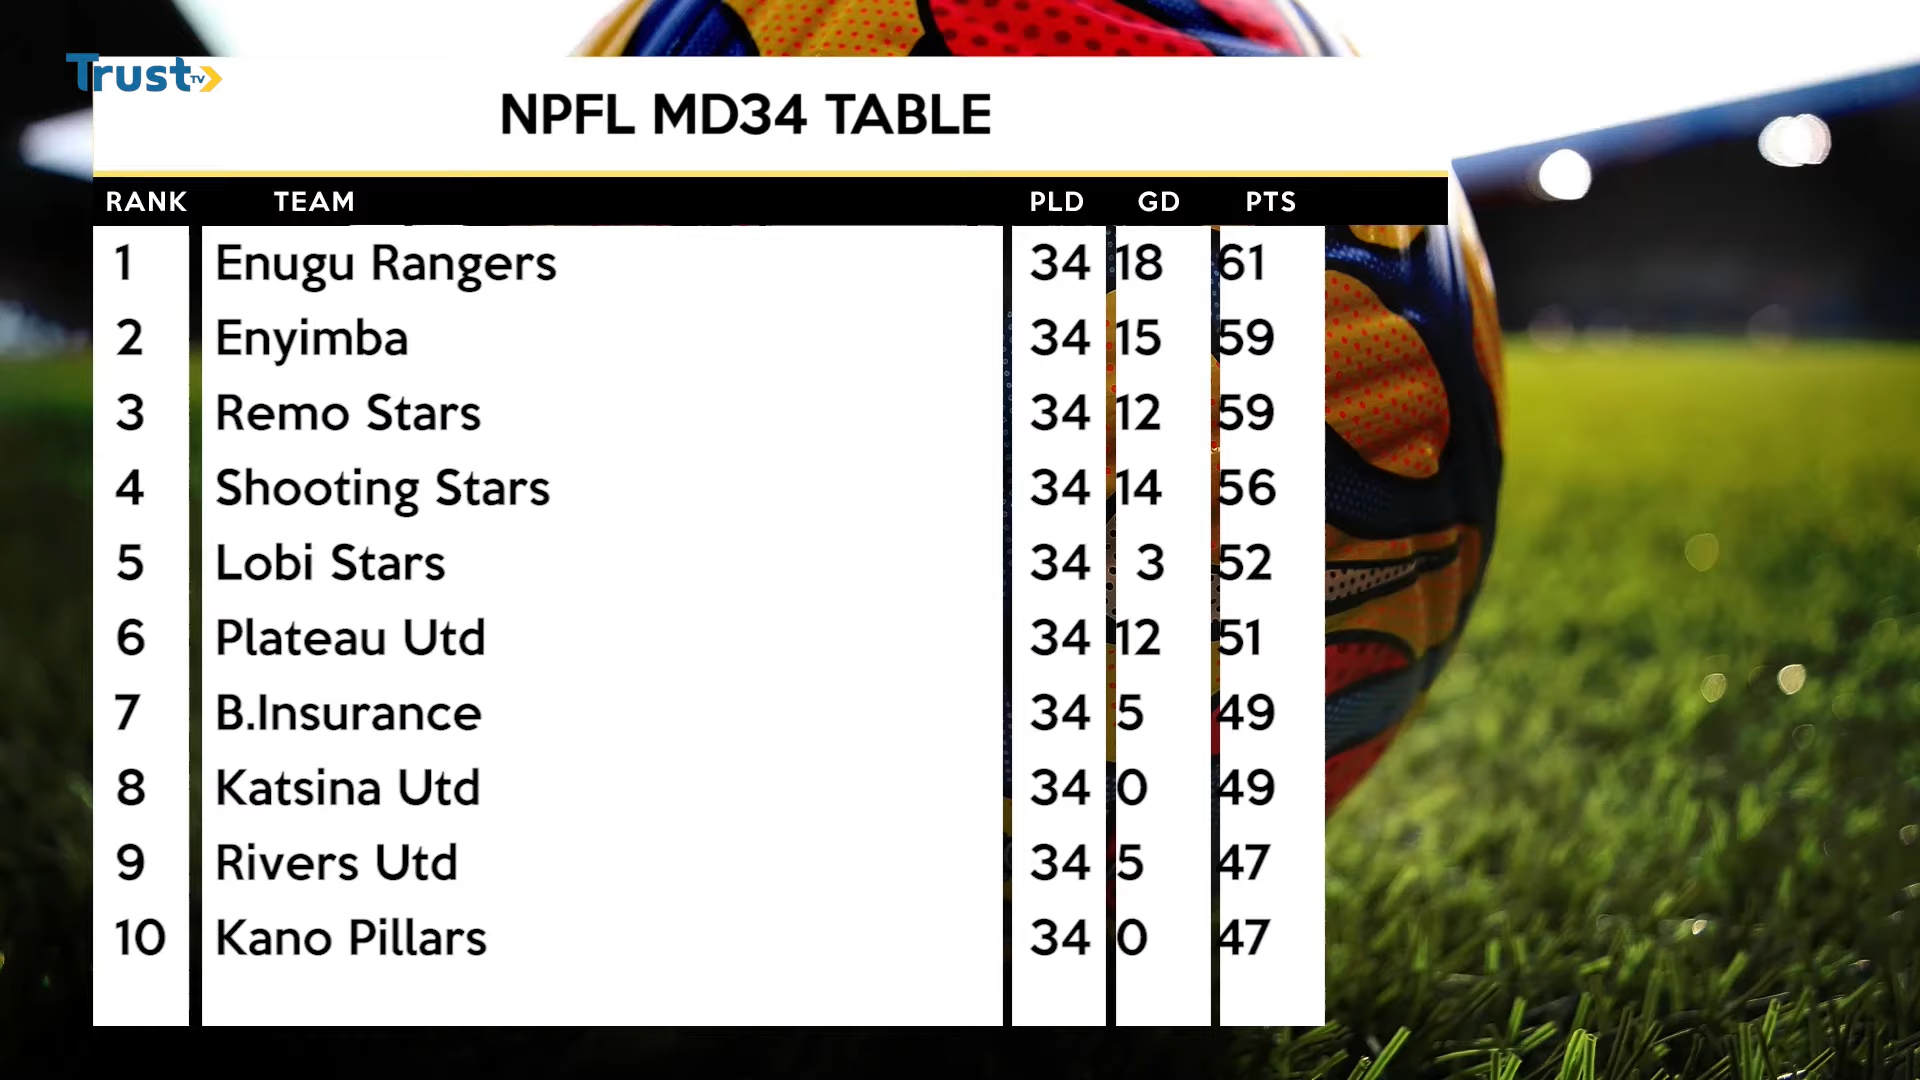 Trust TV
NPFL MD34 TABLE
RANK TEAM PLD GD PTS
1 Enugu Rangers 34 18 61
2 Enyimba 34 15 59
3 Remo Stars 34 12 59
4 Shooting Stars 34 14 56
5 Lobi Stars 34 3 52
6 Plateau Utd 34 12 51
7 B.Insurance 34 5 49
8 Katsina Utd 34 0 49
9 Rivers Utd 34 5 47
10 Kano Pillars 34 0 47